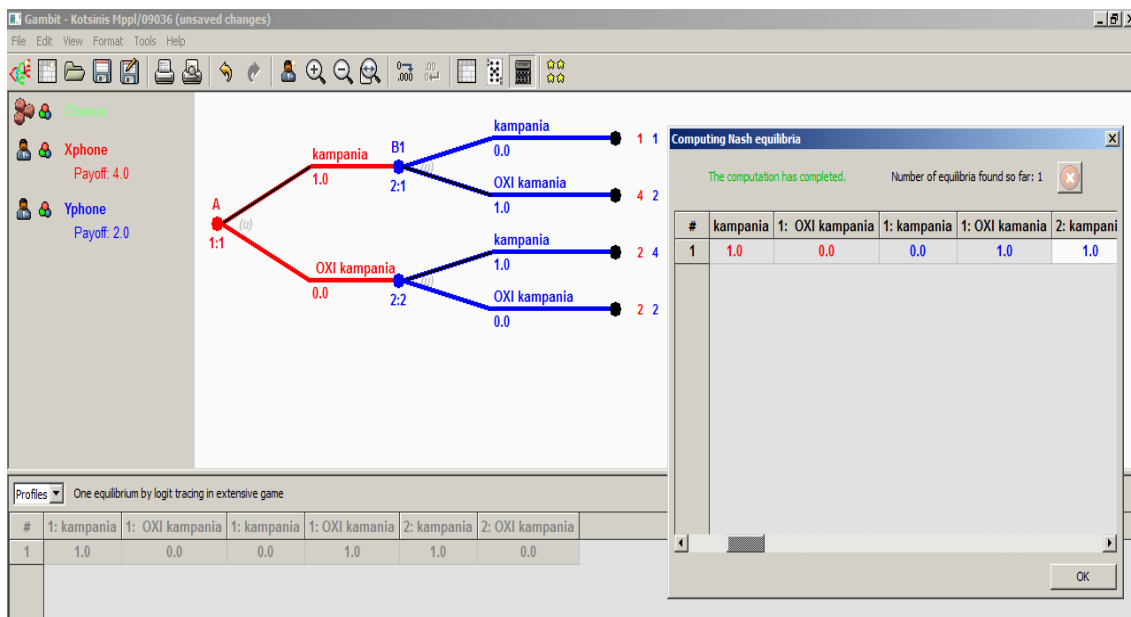 Gambit - Kotsinis Mppl/09036 (unsaved changes)
File Edit View Format Tools Help
Chance
Xphone
Payoff: 4.0
Yphone
Payoff: 2.0
A
(u)
1:1
kampania
1.0
OXI kampania
0.0
B1
(u)
2:1
(u)
2:2
kampania
0.0
1 1
OXI kamania
1.0
4 2
kampania
1.0
2 4
OXI kampania
0.0
2 2
Computing Nash equilibria
The computation has completed. Number of equilibria found so far: 1
# kampania 1: OXI kampania 1: kampania 1: OXI kamania 2: kampani
1 1.0 0.0 0.0 1.0 1.0
OK
Profiles One equilibrium by logit tracing in extensive game
# 1: kampania 1: OXI kampania 1: kampania 1: OXI kamania 2: kampania 2: OXI kampania
1 1.0 0.0 0.0 1.0 1.0 0.0